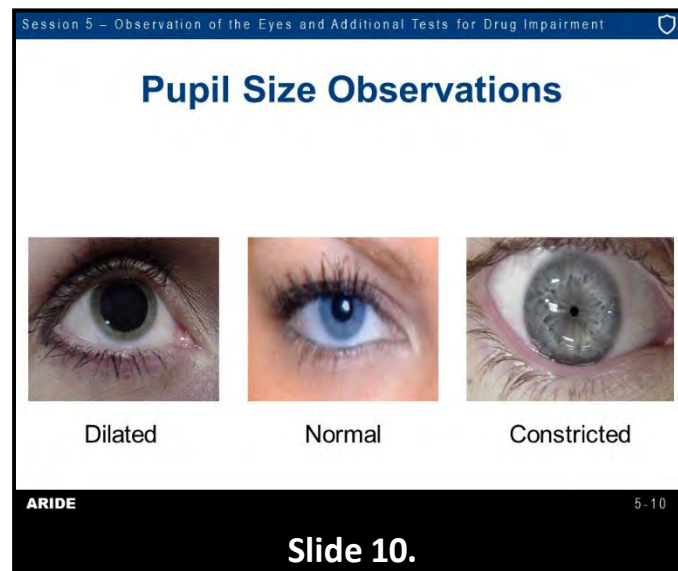 Session 5 – Observation of the Eyes and Additional Tests for Drug Impairment
Pupil Size Observations
Dilated
Normal
Constricted
ARIDE
5-10
Slide 10.